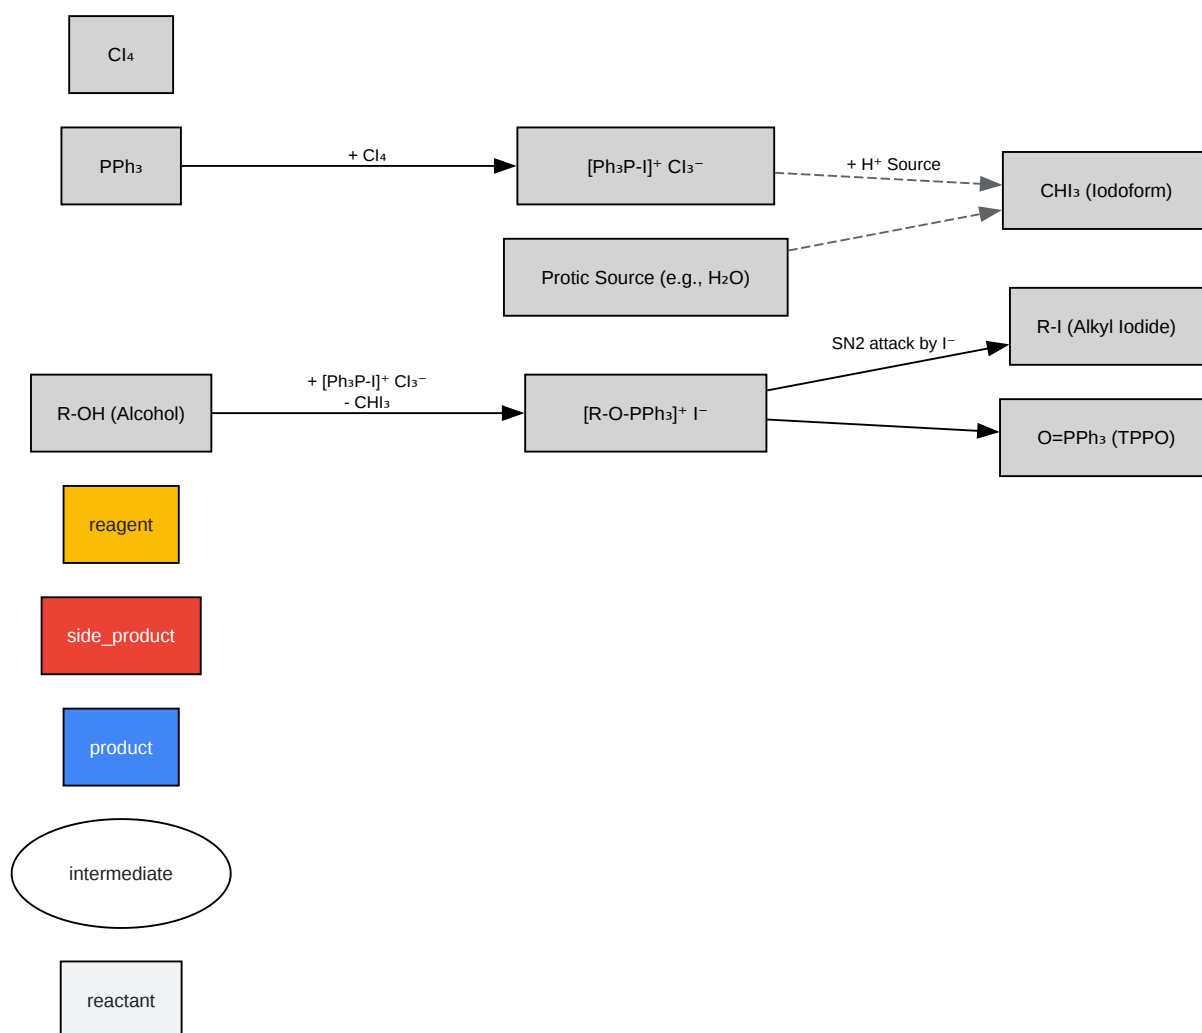 CI₄
PPh₃
+ CI₄
[Ph₃P-I]⁺ CI₃⁻
+ H⁺ Source
CHI₃ (Iodoform)
Protic Source (e.g., H₂O)
R-OH (Alcohol)
+ [Ph₃P-I]⁺ CI₃⁻
- CHI₃
[R-O-PPh₃]⁺ I⁻
SN2 attack by I⁻
R-I (Alkyl Iodide)
O=PPh₃ (TPPO)
reagent
side_product
product
intermediate
reactant